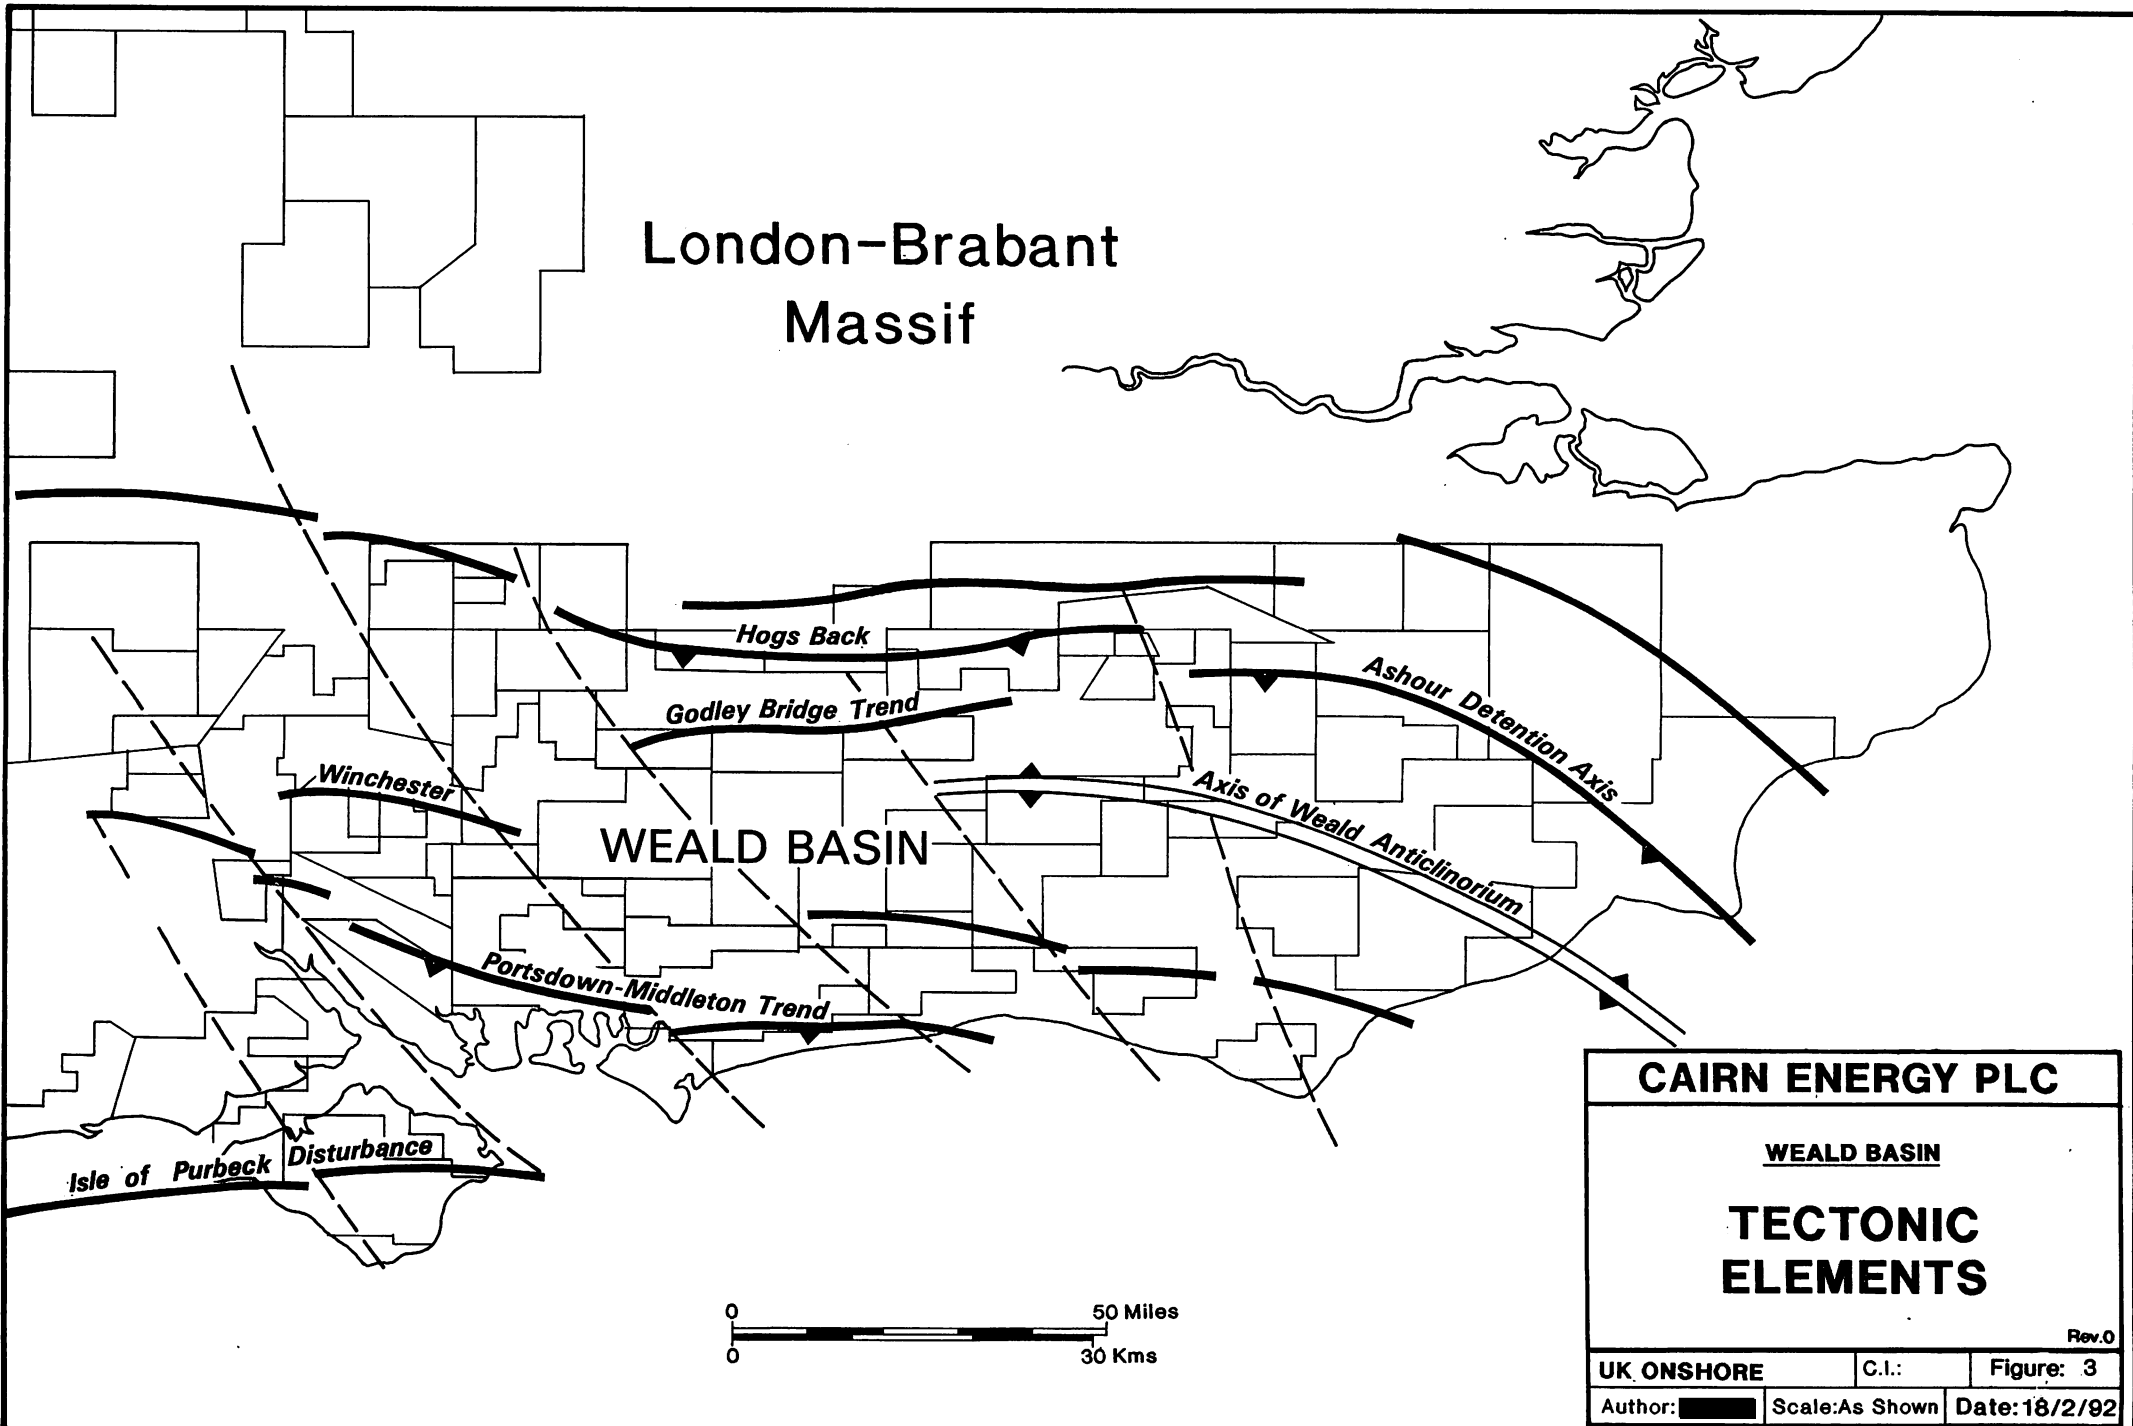 London-Brabant
Massif
Hogs Back
Godley Bridge Trend
Ashour Detention Axis
Winchester
Axis of Weald Anticlinorium
WEALD BASIN
Portsdown-Middleton Trend
Isle of Purbeck Disturbance
0 50 Miles
0 30 Kms
CAIRN ENERGY PLC
WEALD BASIN
TECTONIC
ELEMENTS
Rev.0
UK ONSHORE C.I.: Figure: 3
Author: Scale:As Shown Date:18/2/92